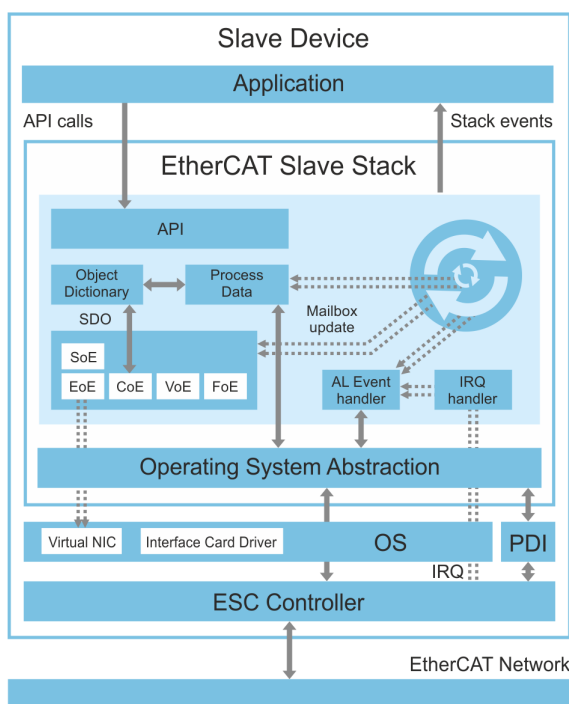 Slave Device
Application
API calls
Stack events
EtherCAT Slave Stack
API
Object
Dictionary
Process
Data
SDO
Mailbox
update
SoE
EoE
CoE
VoE
FoE
AL Event
handler
IRQ
handler
Operating System Abstraction
Virtual NIC
Interface Card Driver
OS
PDI
IRQ
ESC Controller
EtherCAT Network